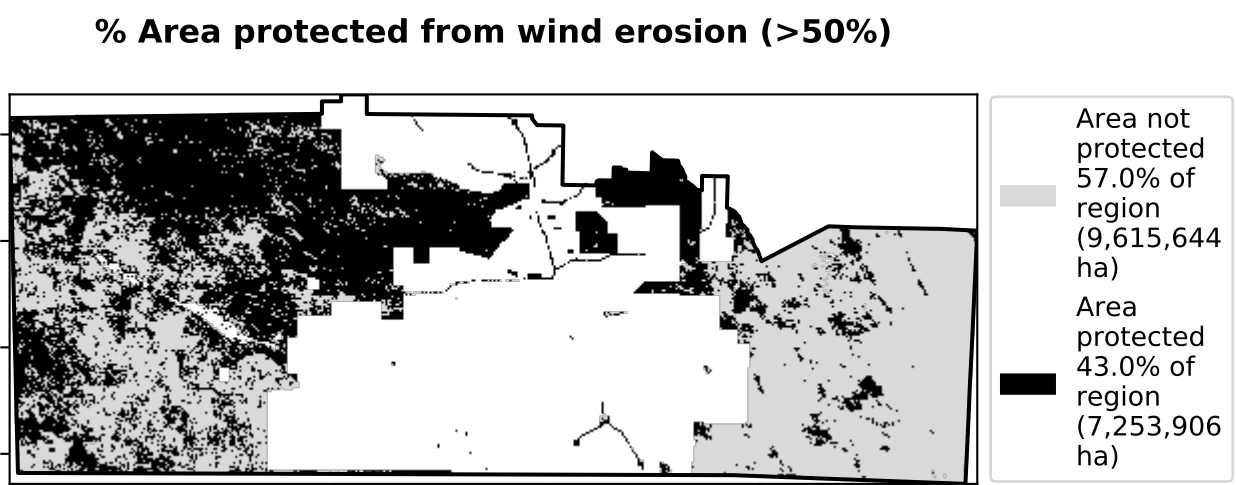 % Area protected from wind erosion (>50%)
Area not
protected
57.0% of
region
(9,615,644
ha)
Area
protected
43.0% of
region
(7,253,906
ha)